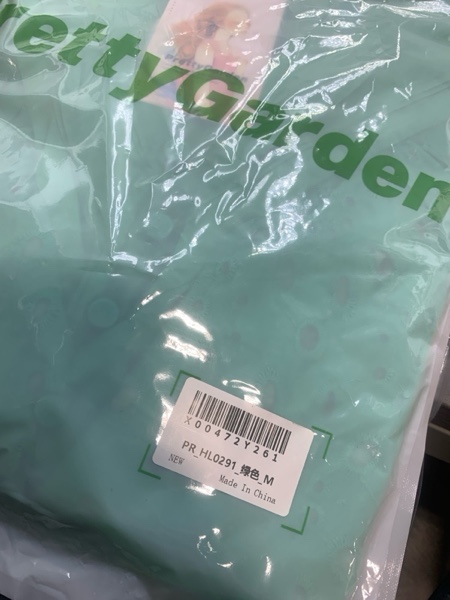 PrettyGarden
X00472Y261
PR_HL0291_绿色_M
NEW
Made In China